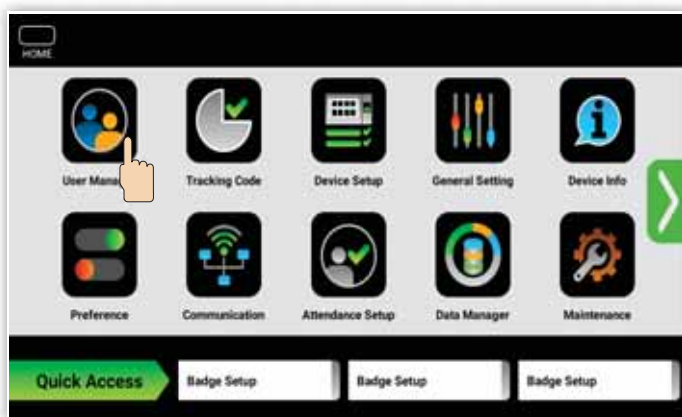 HOME
User Mana
Tracking Code
Device Setup
General Setting
Device Info
Preference
Communication
Attendance Setup
Data Manager
Maintenance
Quick Access
Badge Setup
Badge Setup
Badge Setup